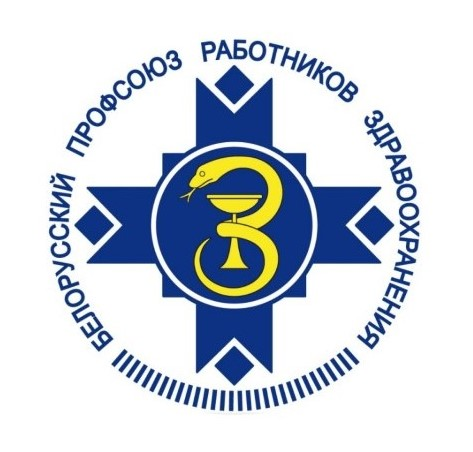 БЕЛОРУССКИЙ ПРОФСОЮЗ РАБОТНИКОВ ЗДРАВООХРАНЕНИЯ